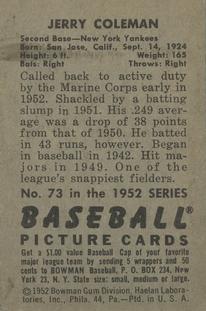 JERRY COLEMAN
Second Base—New York Yankees
Born: San Jose, Calif., Sept. 14, 1924
Height: 6 ft. Weight: 165
Bats: Right Throws: Right
Called back to active duty
by the Marine Corps early in
1952. Shackled by a batting
slump in 1951. His .249 aver-
age was a drop of 38 points
from that of 1950. He batted
in 43 runs, however. Began
in baseball in 1942. Hit ma-
jors in 1949. One of the
league's snappiest fielders.
No. 73 in the 1952 SERIES
BASEBALL®
PICTURE CARDS
Get a $1.00 value Baseball Cap of your favorite
major league team by sending 5 wrappers and 50
cents to BOWMAN Baseball, P. O. BOX 234, New
York 23, N. Y. State size: small, medium or large.
©1952 Bowman Gum Division, Haelan Labora-
tories, Inc., Phila. 44, Pa.—Ptd. in U. S. A.